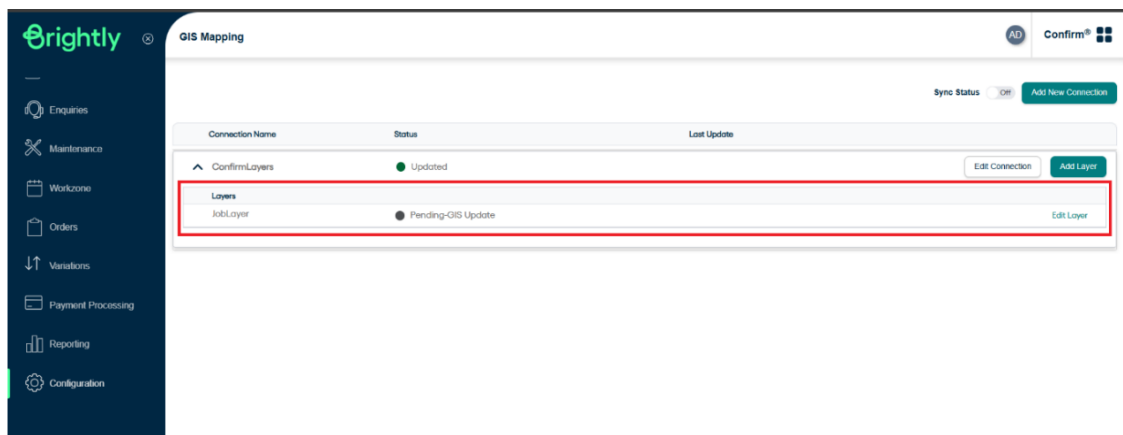 Brightly
GIS Mapping
AD
Confirm®
Enquiries
Maintenance
Workzone
Orders
Variations
Payment Processing
Reporting
Configuration
Sync Status Off Add New Connection
Connection Name Status Last Update
ConfirmLayers Updated Edit Connection Add Layer
Layers
JobLayer Pending-GIS Update Edit Layer